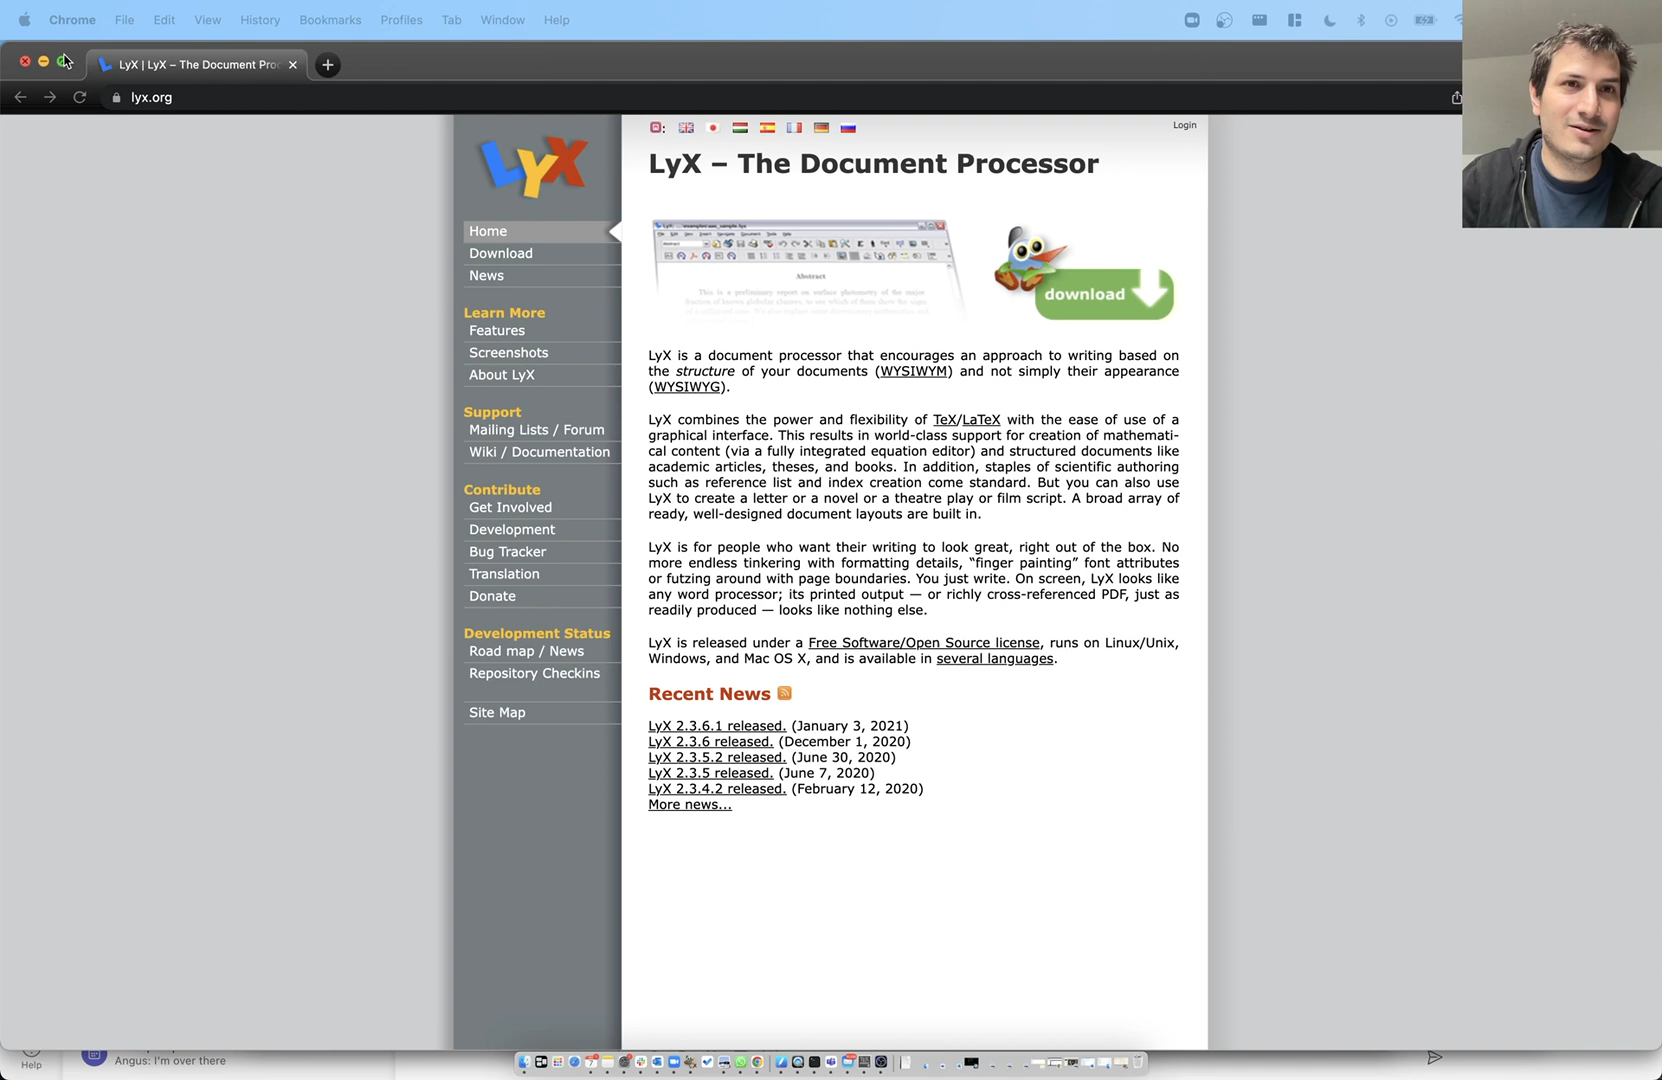 Chrome File Edit View History Bookmarks Profiles Tab Window Help
LyX | LyX – The Document Proc
lyx.org
Login
LyX
LyX – The Document Processor
Home
Download
News
Learn More
Features
Screenshots
About LyX
Support
Mailing Lists / Forum
Wiki / Documentation
Contribute
Get Involved
Development
Bug Tracker
Translation
Donate
Development Status
Road map / News
Repository Checkins
Site Map
Abstract
download
LyX is a document processor that encourages an approach to writing based on
the structure of your documents (WYSIWYM) and not simply their appearance
(WYSIWYG).
LyX combines the power and flexibility of TeX/LaTeX with the ease of use of a
graphical interface. This results in world-class support for creation of mathemati-
cal content (via a fully integrated equation editor) and structured documents like
academic articles, theses, and books. In addition, staples of scientific authoring
such as reference list and index creation come standard. But you can also use
LyX to create a letter or a novel or a theatre play or film script. A broad array of
ready, well-designed document layouts are built in.
LyX is for people who want their writing to look great, right out of the box. No
more endless tinkering with formatting details, “finger painting” font attributes
or futzing around with page boundaries. You just write. On screen, LyX looks like
any word processor; its printed output — or richly cross-referenced PDF, just as
readily produced — looks like nothing else.
LyX is released under a Free Software/Open Source license, runs on Linux/Unix,
Windows, and Mac OS X, and is available in several languages.
Recent News
LyX 2.3.6.1 released. (January 3, 2021)
LyX 2.3.6 released. (December 1, 2020)
LyX 2.3.5.2 released. (June 30, 2020)
LyX 2.3.5 released. (June 7, 2020)
LyX 2.3.4.2 released. (February 12, 2020)
More news...
Help
Angus: I'm over there